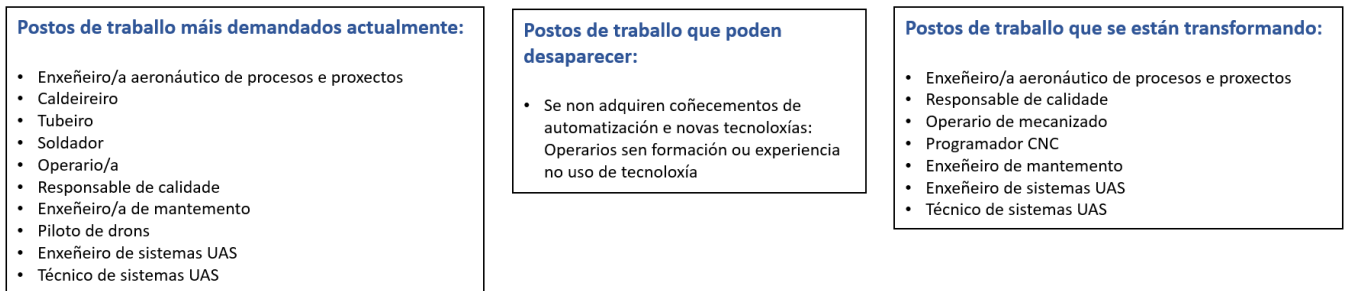 Postos de traballo máis demandados actualmente:
• Enxeñeiro/a aeronáutico de procesos e proxectos
• Caldeireiro
• Tubeiro
• Soldador
• Operario/a
• Responsable de calidade
• Enxeñeiro/a de mantemento
• Piloto de drons
• Enxeñeiro de sistemas UAS
• Técnico de sistemas UAS
Postos de traballo que poden
desaparecer:
• Se non adquiren coñecementos de
automatización e novas tecnoloxías:
Operarios sen formación ou experiencia
no uso de tecnoloxía
Postos de traballo que se están transformando:
• Enxeñeiro/a aeronáutico de procesos e proxectos
• Responsable de calidade
• Operario de mecanizado
• Programador CNC
• Enxeñeiro de mantemento
• Enxeñeiro de sistemas UAS
• Técnico de sistemas UAS